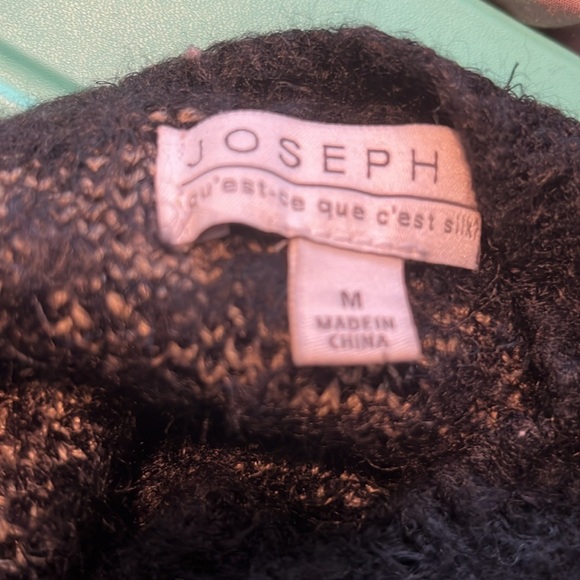 JOSEPH
qu'est-ce que c'est silk?
M
MADE IN
CHINA